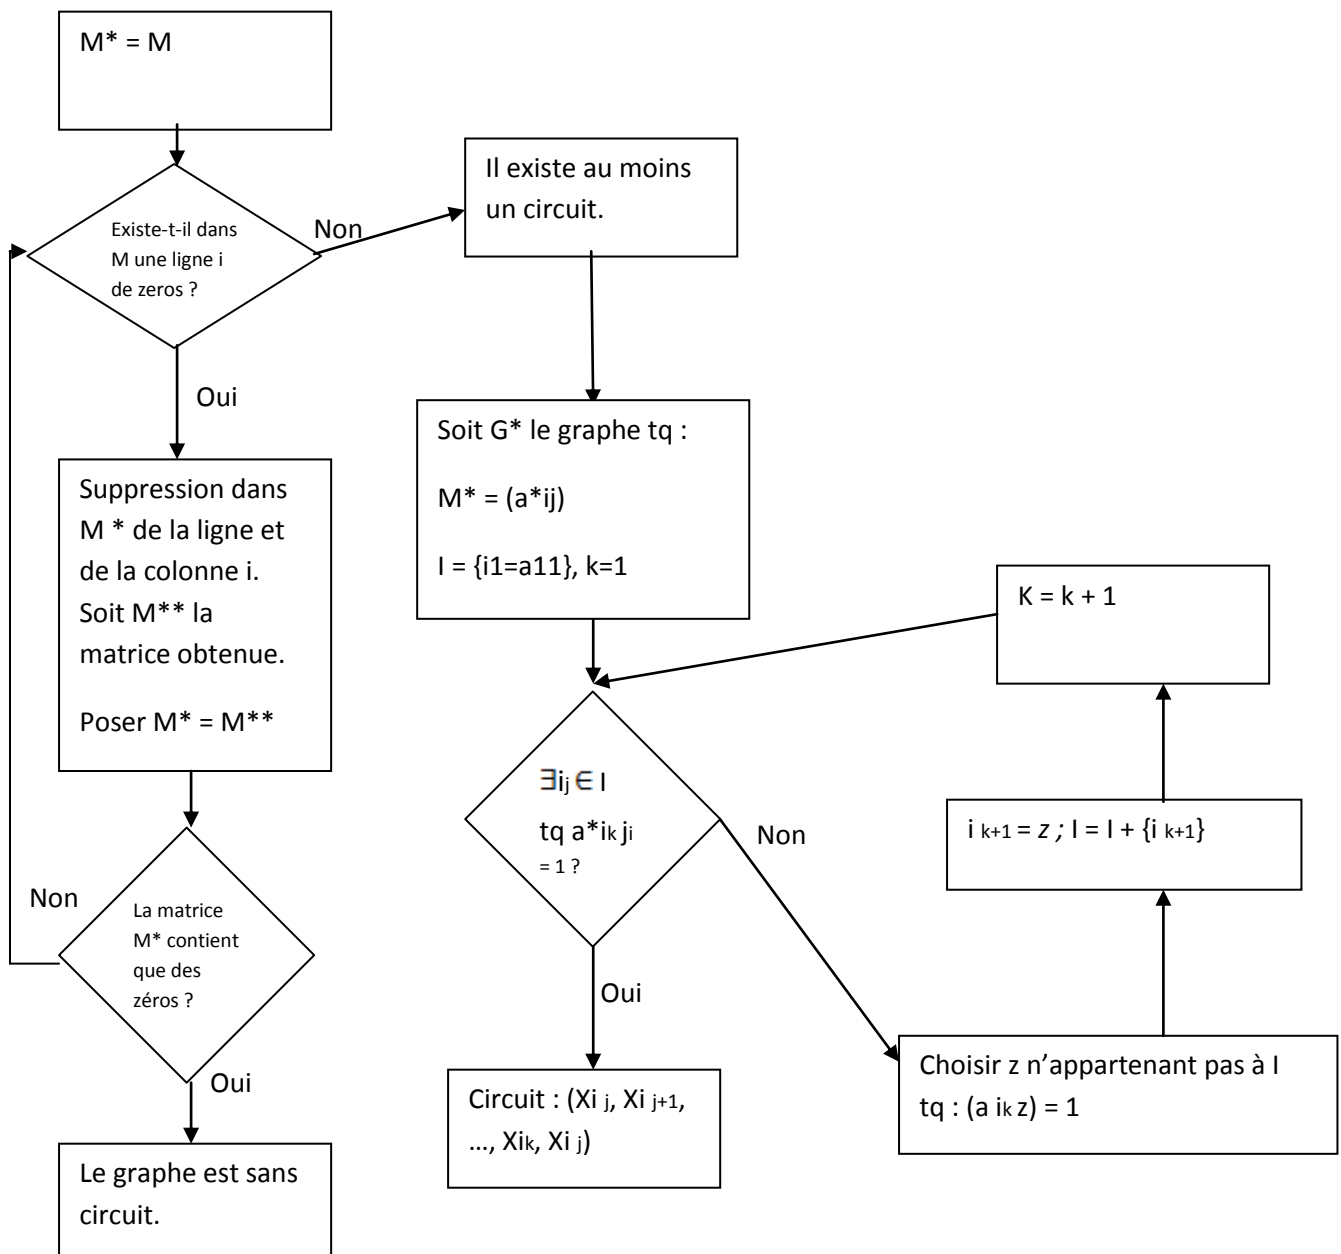 M* = M
Existe-t-il dans
M une ligne i
de zeros ?
Non
Il existe au moins
un circuit.
Oui
Suppression dans
M * de la ligne et
de la colonne i.
Soit M** la
matrice obtenue.
Poser M* = M**
Non
La matrice
M* contient
que des
zéros ?
Oui
Le graphe est sans
circuit.
Soit G* le graphe tq :
M* = (a*ij)
I = {i1=a11}, k=1
∃ij ∈ I
tq a*ik ji
= 1 ?
Non
Oui
Circuit : (Xi j, Xi j+1,
..., Xik, Xi j)
K = k + 1
i k+1 = z ; I = I + {i k+1}
Choisir z n’appartenant pas à I
tq : (a ik z) = 1